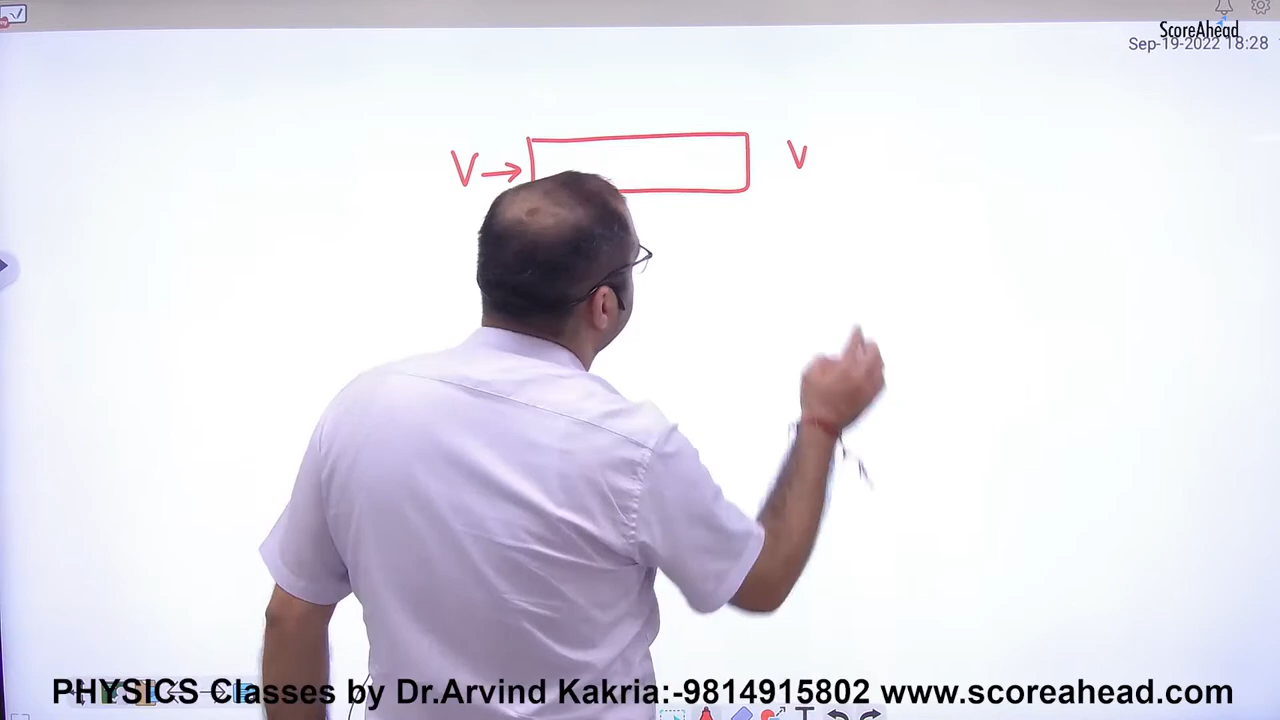 ScoreAhead
Sep-19-2022 18:28
V → V
PHYSICS Classes by Dr.Arvind Kakria:-9814915802 www.scoreahead.com